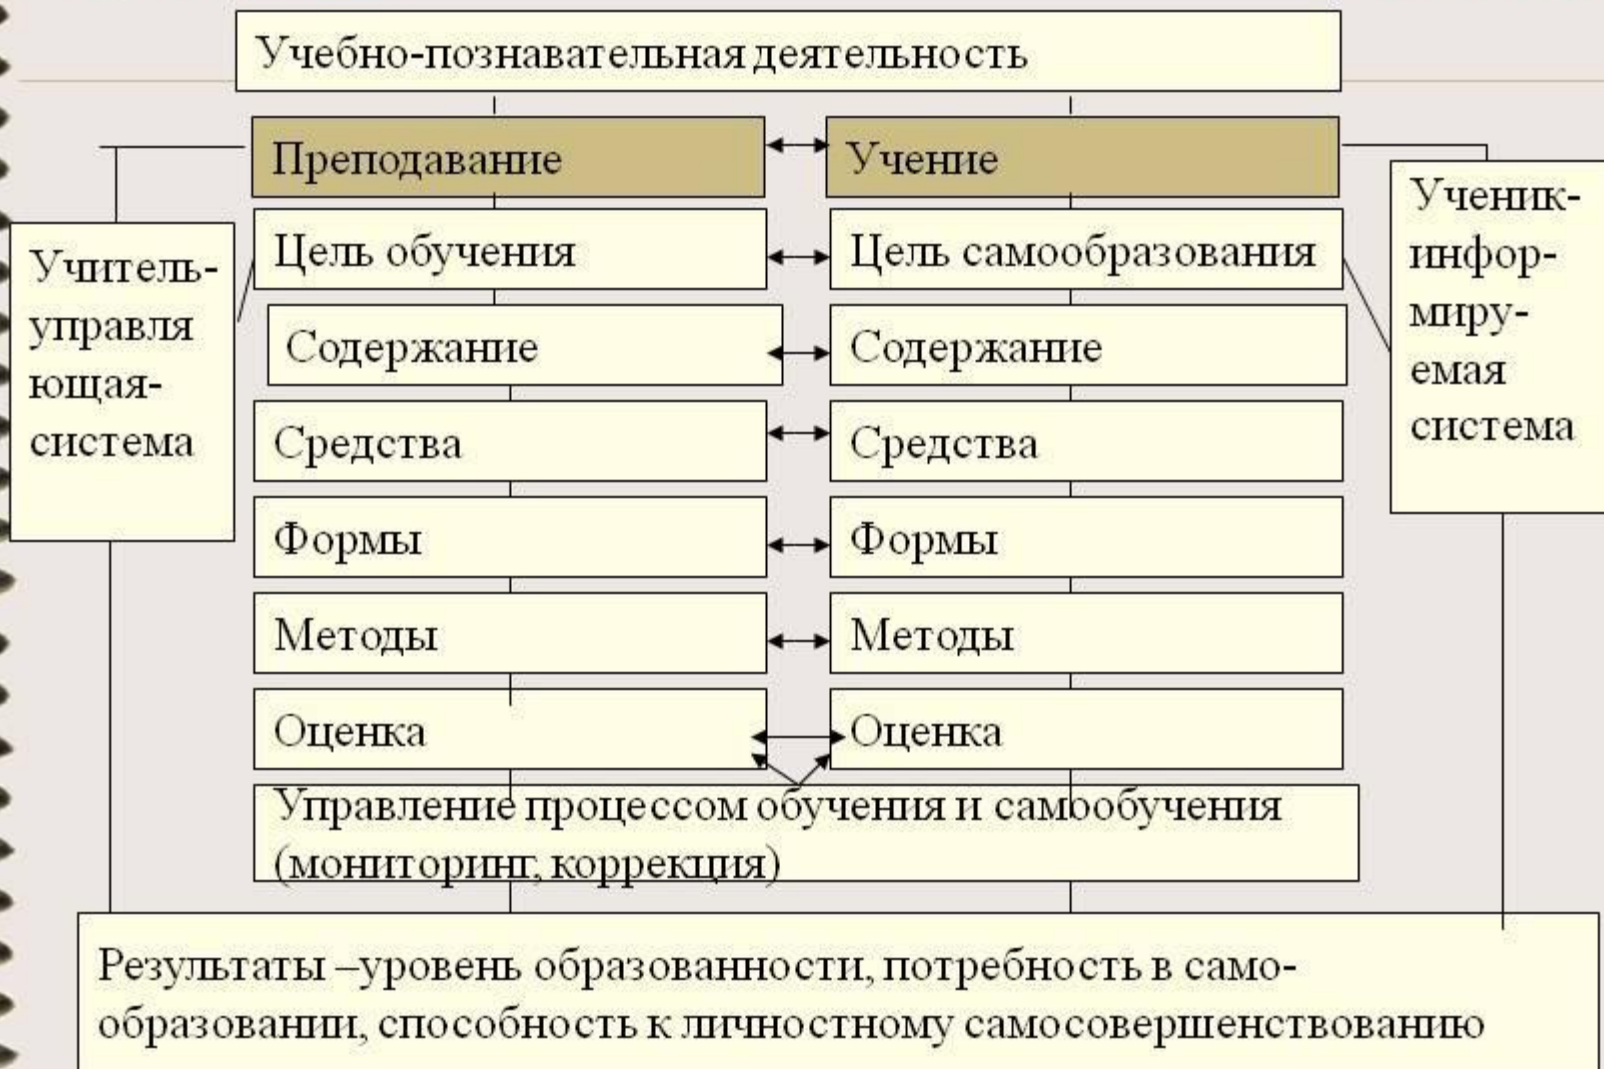 Учебно-познавательная деятельность
Преподавание
Учение
Учитель-
управля
ющая-
система
Ученик-
инфор-
миру-
емая
система
Цель обучения
Цель самообразования
Содержание
Содержание
Средства
Средства
Формы
Формы
Методы
Методы
Оценка
Оценка
Управление процессом обучения и самообучения
(мониторинг, коррекция)
Результаты –уровень образованности, потребность в само-
образовании, способность к личностному самосовершенствованию